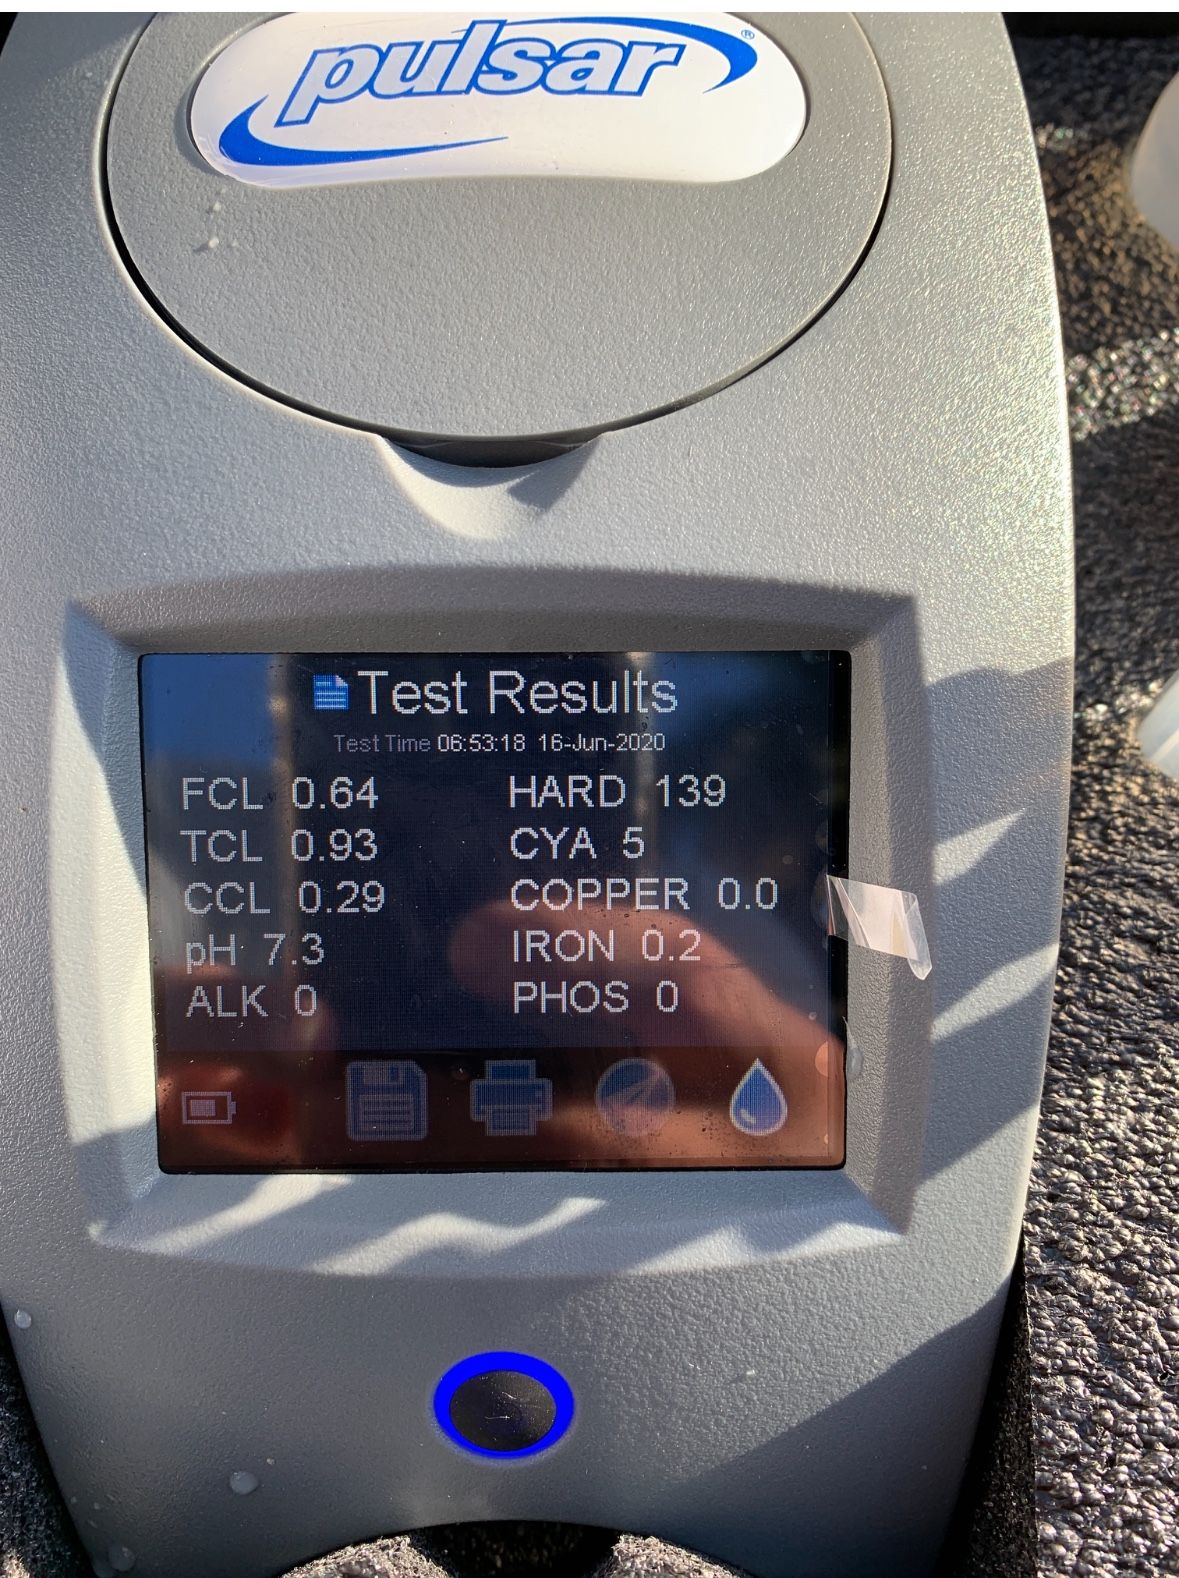 pulsar®
Test Results
Test Time 06:53:18 16-Jun-2020
FCL 0.64
TCL 0.93
CCL 0.29
pH 7.3
ALK 0
HARD 139
CYA 5
COPPER 0.0
IRON 0.2
PHOS 0